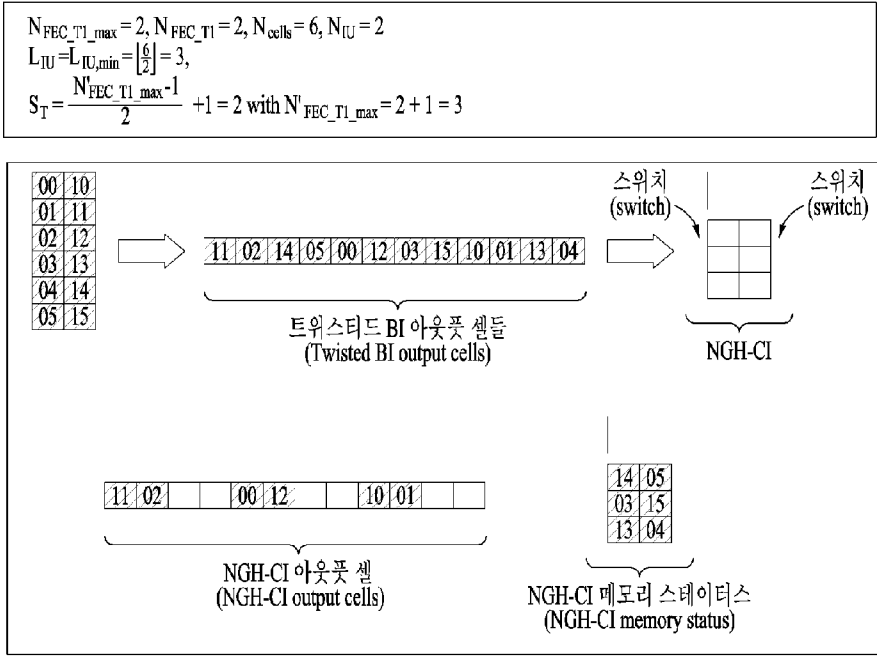 N_FEC_T1_max = 2, N_FEC_T1 = 2, N_cells = 6, N_IU = 2
L_IU = L_IU,min = ⌊6/2⌋ = 3,
S_T = (N'_FEC_T1_max - 1)/2 + 1 = 2 with N'_FEC_T1_max = 2 + 1 = 3
00 10
01 11
02 12
03 13
04 14
05 15
11 02 14 05 00 12 03 15 10 01 13 04
트위스티드 BI 아웃풋 셀들
(Twisted BI output cells)
스위치
(switch)
스위치
(switch)
NGH-CI
11 02 00 12 10 01
NGH-CI 아웃풋 셀
(NGH-CI output cells)
14 05
03 15
13 04
NGH-CI 메모리 스테이터스
(NGH-CI memory status)